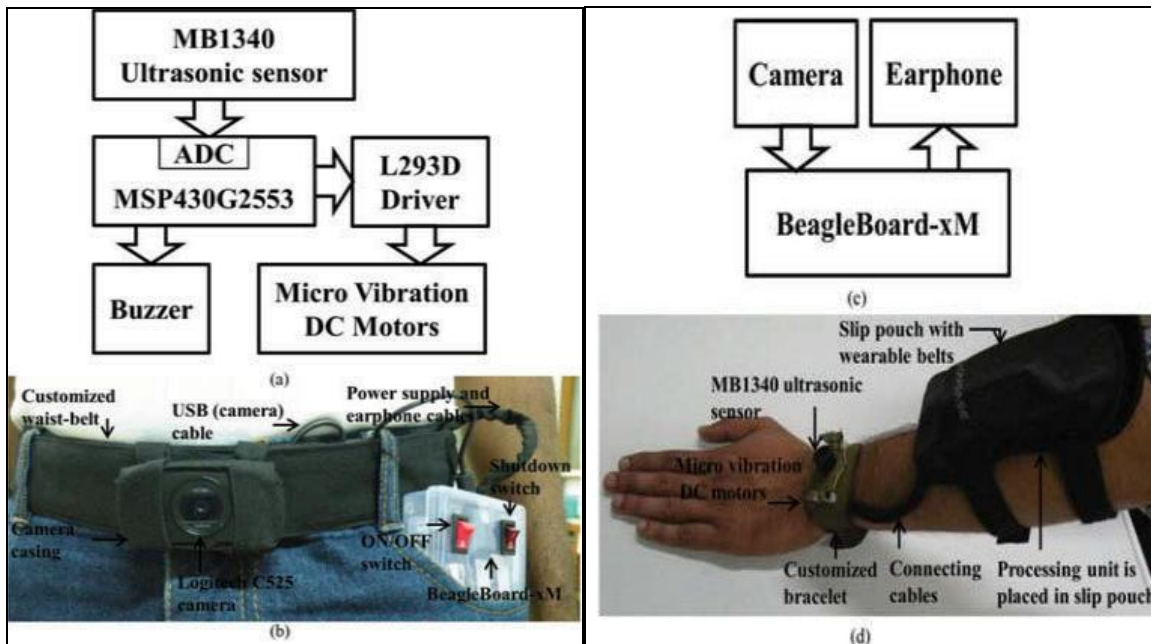 MB1340
Ultrasonic sensor
ADC
MSP430G2553
L293D
Driver
Buzzer
Micro Vibration
DC Motors
(a)
Customized
waist-belt
USB (camera)
cable
Power supply and
earphone cables
Shutdown
switch
Camera
casing
Logitech C525
camera
ON/OFF
switch
BeagleBoard-xM
(b)
Camera
Earphone
BeagleBoard-xM
(c)
Slip pouch with
wearable belts
MB1340 ultrasonic
sensor
Micro vibration
DC motors
Customized
bracelet
Connecting
cables
Processing unit is
placed in slip pouch
(d)